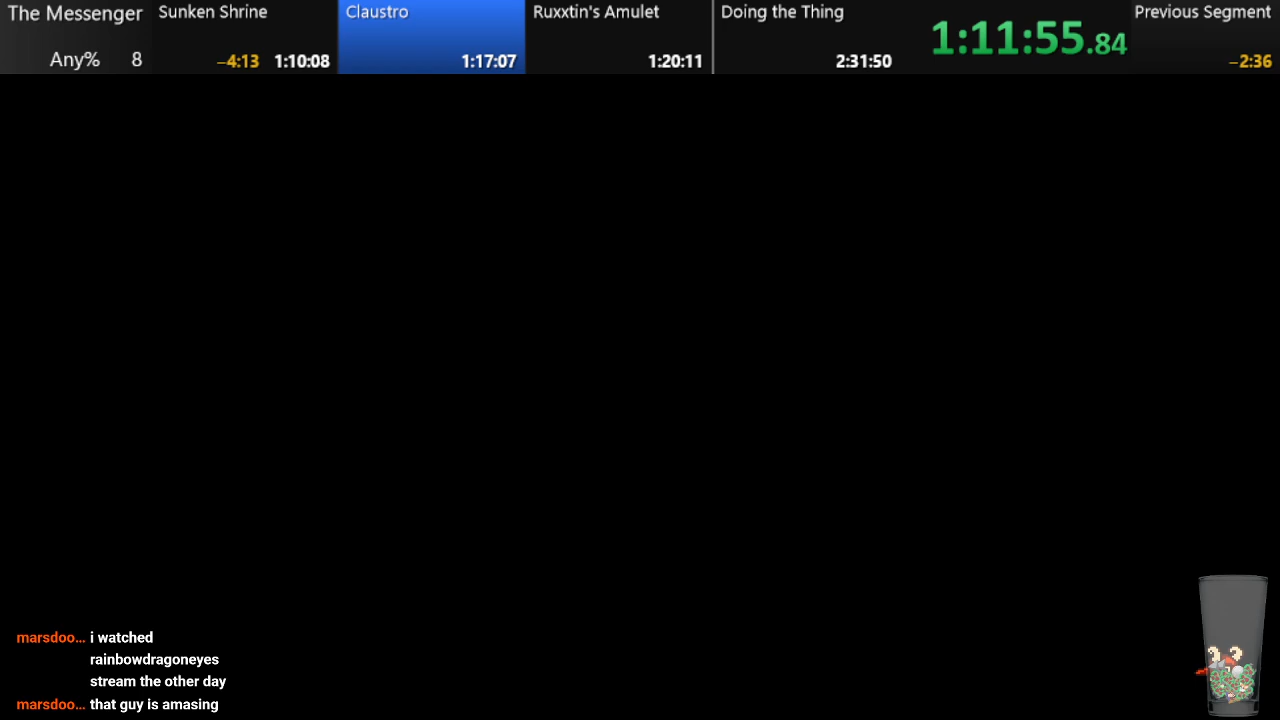 The Messenger
Any% 8
Sunken Shrine
−4:13 1:10:08
Claustro
1:17:07
Ruxxtin's Amulet
1:20:11
Doing the Thing
2:31:50
1:11:55.84
Previous Segment
−2:36
marsdoo... i watched
rainbowdragoneyes
stream the other day
marsdoo... that guy is amasing